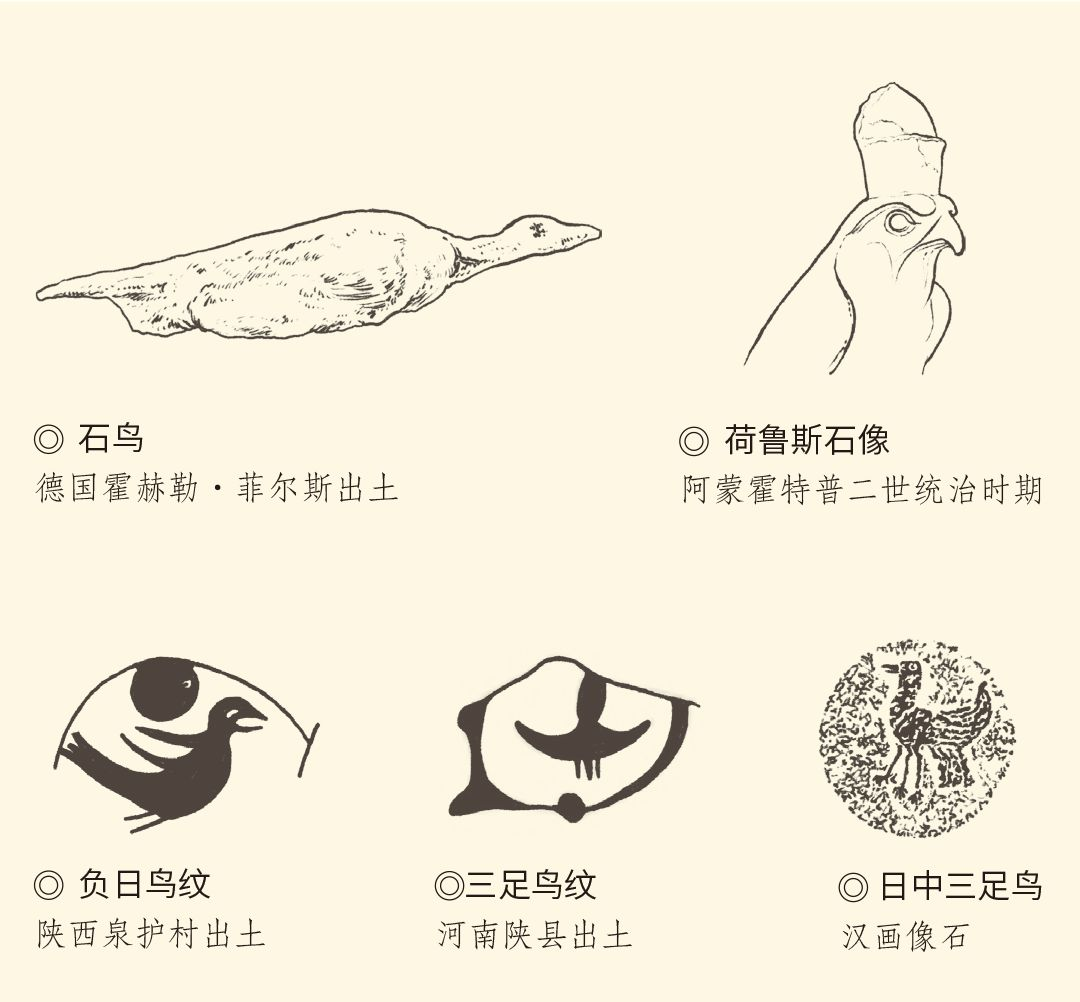 ◎ 石鸟
德国霍赫勒·菲尔斯出土
◎ 荷鲁斯石像
阿蒙霍特普二世统治时期
◎ 负日鸟纹
陕西泉护村出土
◎三足鸟纹
河南陕县出土
◎ 日中三足鸟
汉画像石